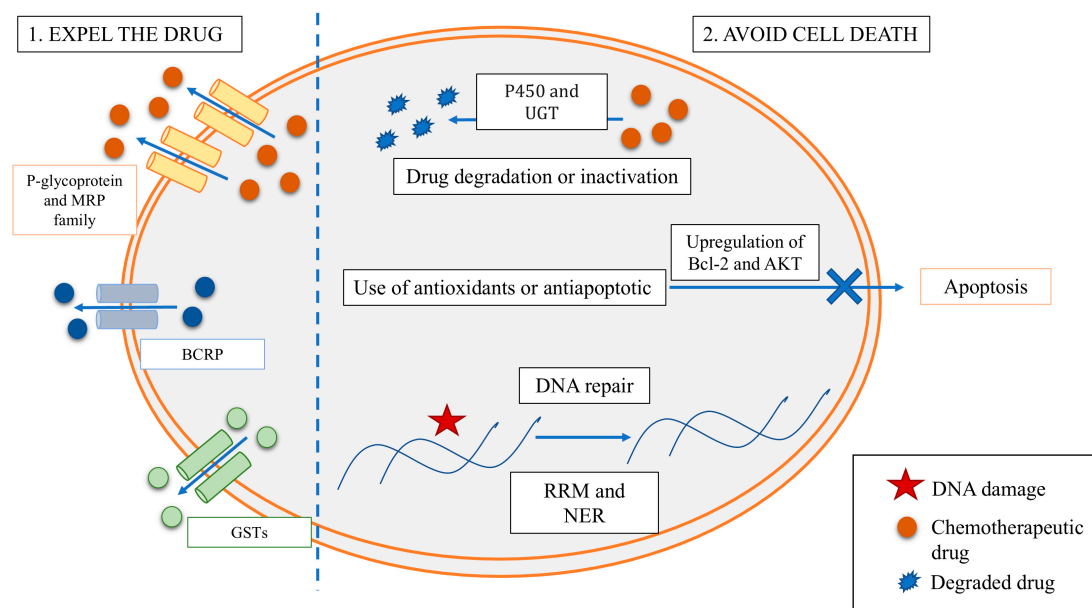 1. EXPEL THE DRUG
2. AVOID CELL DEATH
P-glycoprotein
and MRP
family
BCRP
GSTs
P450 and
UGT
Drug degradation or inactivation
Use of antioxidants or antiapoptotic
Upregulation of
Bcl-2 and AKT
Apoptosis
DNA repair
RRM and
NER
DNA damage
Chemotherapeutic
drug
Degraded drug